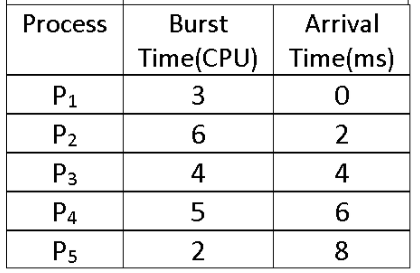 Process Burst Time(CPU) Arrival Time(ms)
P₁ 3 0
P₂ 6 2
P₃ 4 4
P₄ 5 6
P₅ 2 8